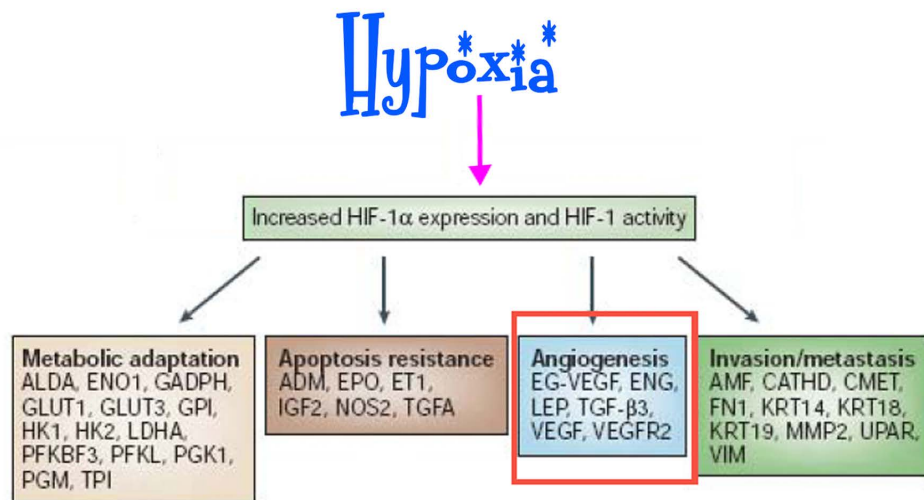 Hypoxia
Increased HIF-1α expression and HIF-1 activity
Metabolic adaptation
ALDA, ENO1, GADPH,
GLUT1, GLUT3, GPI,
HK1, HK2, LDHA,
PFKBF3, PFKL, PGK1,
PGM, TPI
Apoptosis resistance
ADM, EPO, ET1,
IGF2, NOS2, TGFA
Angiogenesis
EG-VEGF, ENG,
LEP, TGF-β3,
VEGF, VEGFR2
Invasion/metastasis
AMF, CATHD, CMET,
FN1, KRT14, KRT18,
KRT19, MMP2, UPAR,
VIM